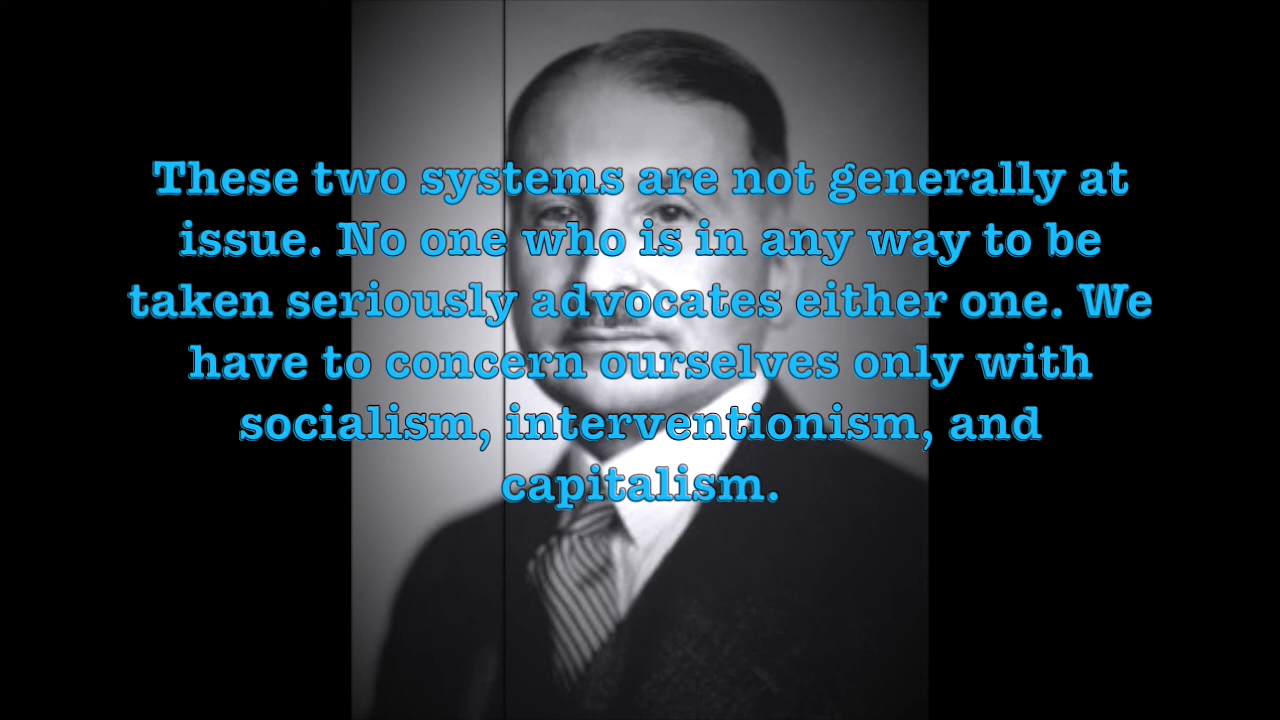 These two systems are not generally at
issue. No one who is in any way to be
taken seriously advocates either one. We
have to concern ourselves only with
socialism, interventionism, and
capitalism.